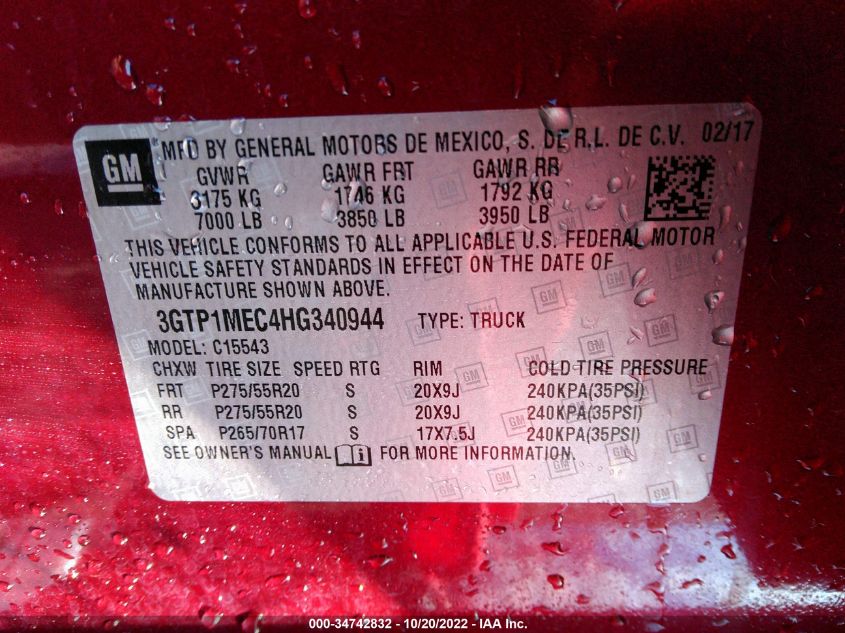 GM
MFD BY GENERAL MOTORS DE MEXICO, S. DE R.L. DE C.V. 02/17
GVWR GAWR FRT GAWR RR
3175 KG 1746 KG 1792 KG
7000 LB 3850 LB 3950 LB
THIS VEHICLE CONFORMS TO ALL APPLICABLE U.S. FEDERAL MOTOR
VEHICLE SAFETY STANDARDS IN EFFECT ON THE DATE OF
MANUFACTURE SHOWN ABOVE.
3GTP1MEC4HG340944 TYPE: TRUCK
MODEL: C15543
CHXW TIRE SIZE SPEED RTG RIM COLD TIRE PRESSURE
FRT P275/55R20 S 20X9J 240KPA(35PSI)
RR P275/55R20 S 20X9J 240KPA(35PSI)
SPA P265/70R17 S 17X7.5J 240KPA(35PSI)
SEE OWNER'S MANUAL i FOR MORE INFORMATION.
000-34742832 - 10/20/2022 - IAA Inc.